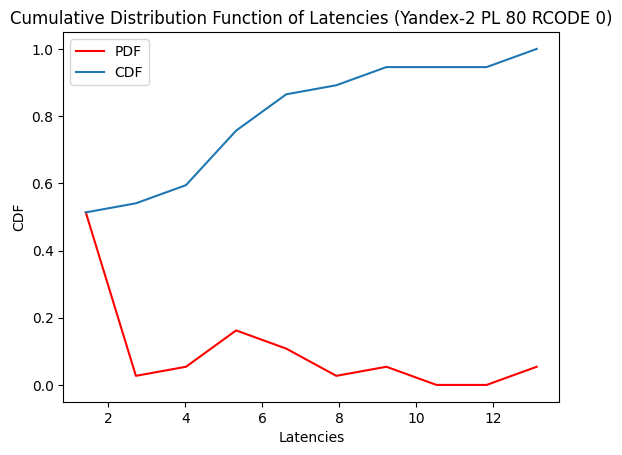 Cumulative Distribution Function of Latencies (Yandex-2 PL 80 RCODE 0)
PDF
CDF
1.0
0.8
0.6
0.4
0.2
0.0
CDF
2
4
6
8
10
12
Latencies